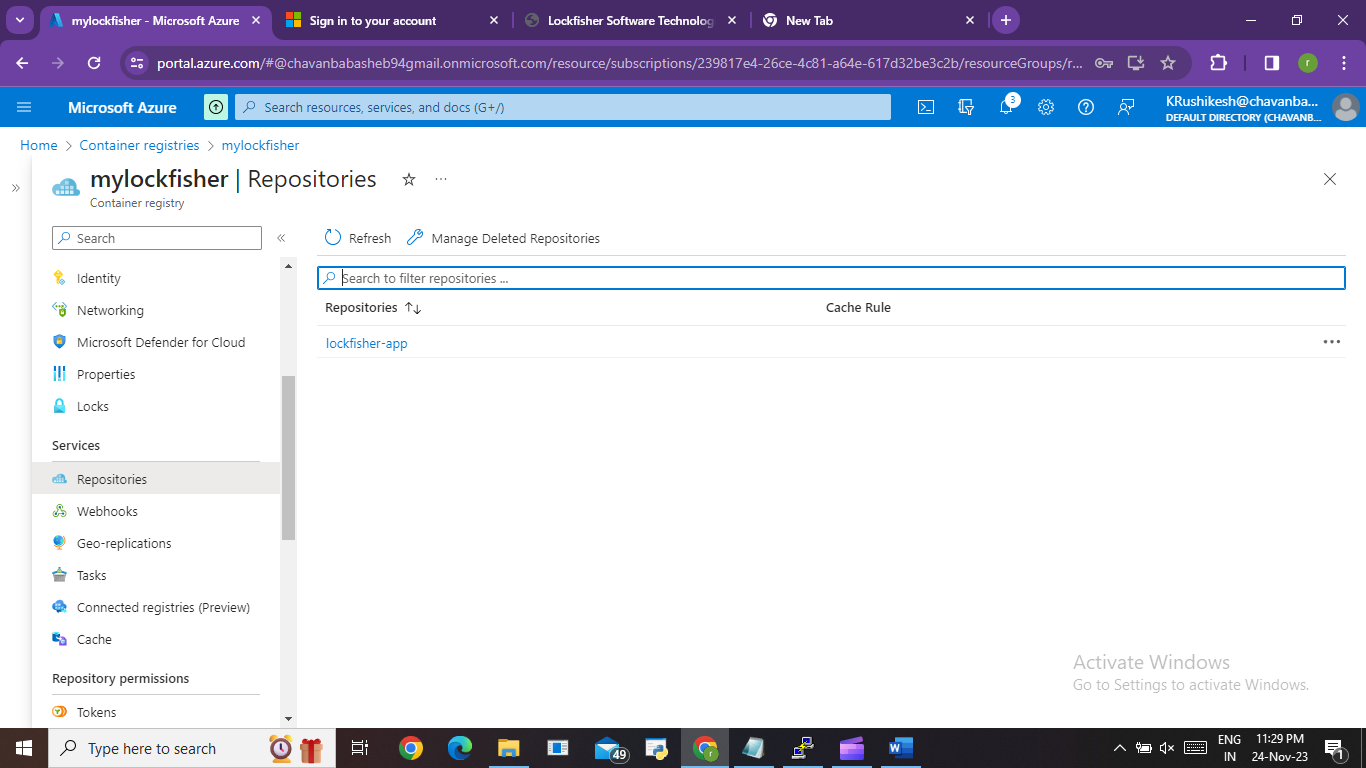 mylockfisher - Microsoft Azure
Sign in to your account
Lockfisher Software Technolog
New Tab
portal.azure.com/#@chavanbabasheb94gmail.onmicrosoft.com/resource/subscriptions/239817e4-26ce-4c81-a64e-617d32be3c2b/resourceGroups/r...
r
Microsoft Azure
Search resources, services, and docs (G+/)
3
KRushikesh@chavanba...
DEFAULT DIRECTORY (CHAVANB...
Home > Container registries > mylockfisher
mylockfisher | Repositories
Container registry
Search
Refresh
Manage Deleted Repositories
Search to filter repositories ...
Repositories
Cache Rule
lockfisher-app
Identity
Networking
Microsoft Defender for Cloud
Properties
Locks
Services
Repositories
Webhooks
Geo-replications
Tasks
Connected registries (Preview)
Cache
Repository permissions
Tokens
Activate Windows
Go to Settings to activate Windows.
Type here to search
49
r
W
ENG
IN
11:29 PM
24-Nov-23
1